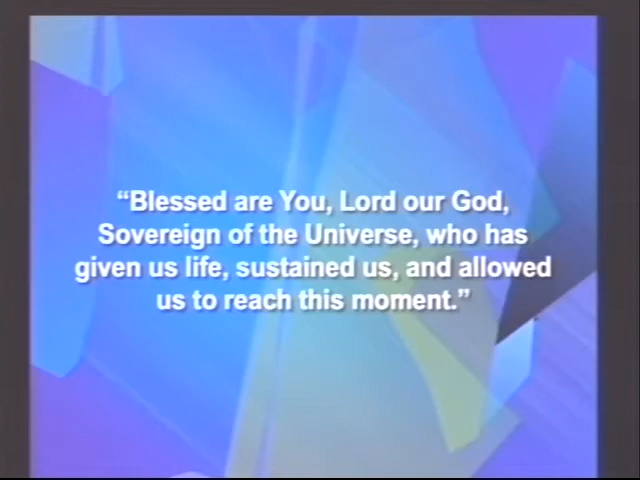 “Blessed are You, Lord our God,
Sovereign of the Universe, who has
given us life, sustained us, and allowed
us to reach this moment.”